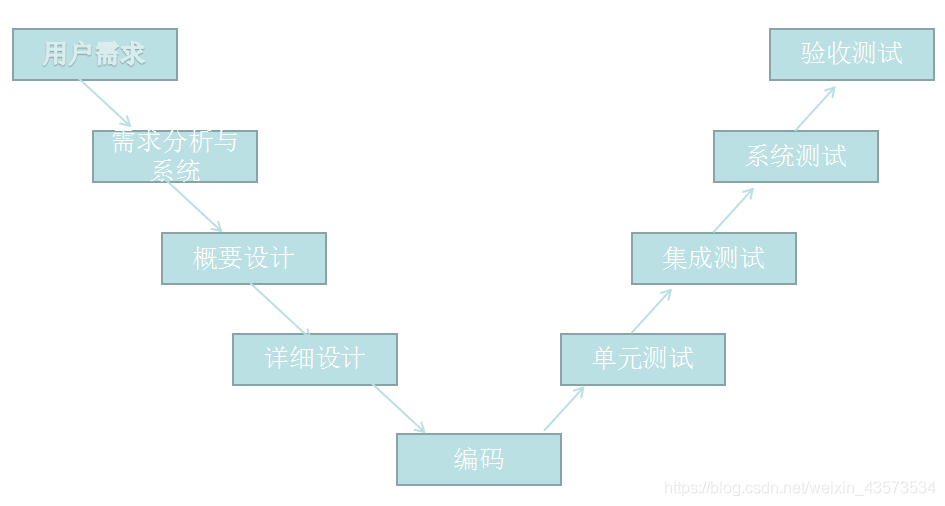 用户需求
验收测试
需求分析与
系统
系统测试
概要设计
集成测试
详细设计
单元测试
编码
https://blog.csdn.net/weixin_43573534